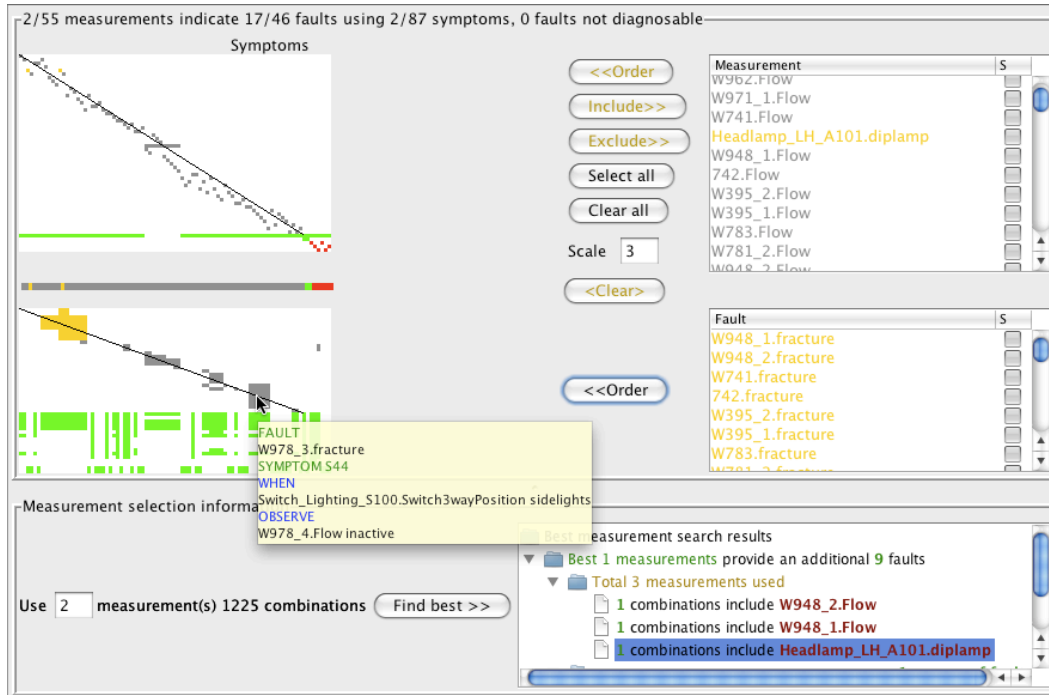 2/55 measurements indicate 17/46 faults using 2/87 symptoms, 0 faults not diagnosable
Symptoms
<<Order
Include>>
Exclude>>
Select all
Clear all
Scale 3
<Clear>
Measurement S
W962.Flow
W971_1.Flow
W741.Flow
Headlamp_LH_A101.diplamp
W948_1.Flow
742.Flow
W395_2.Flow
W395_1.Flow
W783.Flow
W781_2.Flow
W948_2.Flow
<<Order
Fault S
W948_1.fracture
W948_2.fracture
W741.fracture
742.fracture
W395_2.fracture
W395_1.fracture
W783.fracture
W781_2.fracture
FAULT
W978_3.fracture
SYMPTOM S44
WHEN
Switch_Lighting_S100.Switch3wayPosition sidelights
OBSERVE
W978_4.Flow inactive
Measurement selection informa
Use 2 measurement(s) 1225 combinations Find best >>
Best measurement search results
Best 1 measurements provide an additional 9 faults
Total 3 measurements used
1 combinations include W948_2.Flow
1 combinations include W948_1.Flow
1 combinations include Headlamp_LH_A101.diplamp